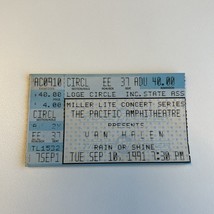 AC0910 CIRCL EE 37 ADU 40.00
40.00 LOGE CIRCLE INC.STATE ASS
MILLER LITE CONCERT SERIES
4.00 THE PACIFIC AMPHITHEATRE
CIRCL PRESENTS
VAN HALEN
EE
TL1532 RAIN OR SHINE
7SEP1 TUE SEP 10,1991 7:30 PM